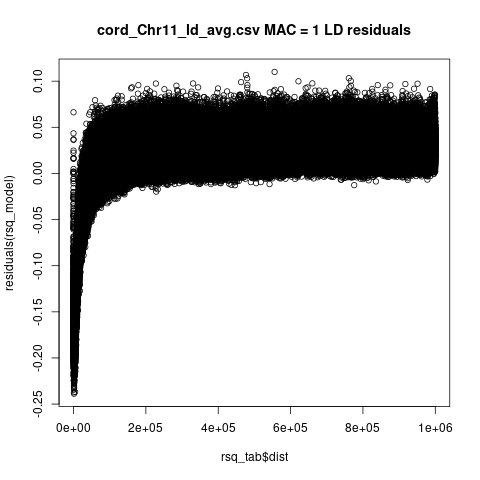 cord_Chr11_ld_avg.csv MAC = 1 LD residuals
residuals(rsq_model)
0.10
0.05
0.00
-0.05
-0.10
-0.15
-0.20
-0.25
0e+00 2e+05 4e+05 6e+05 8e+05 1e+06
rsq_tab$dist